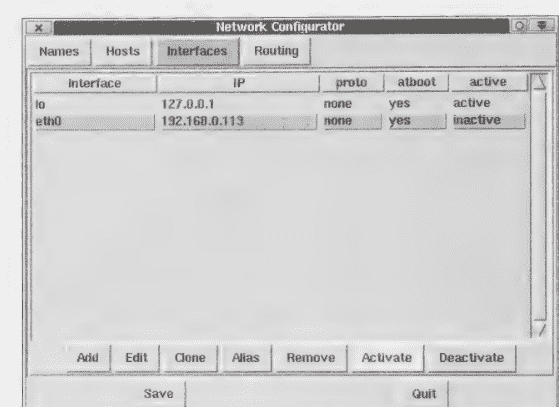 Network Configurator
Names Hosts Interfaces Routing
Interface IP proto atboot active
lo 127.0.0.1 none yes active
eth0 192.168.0.113 none yes inactive
Add Edit Clone Alias Remove Activate Deactivate
Save Quit